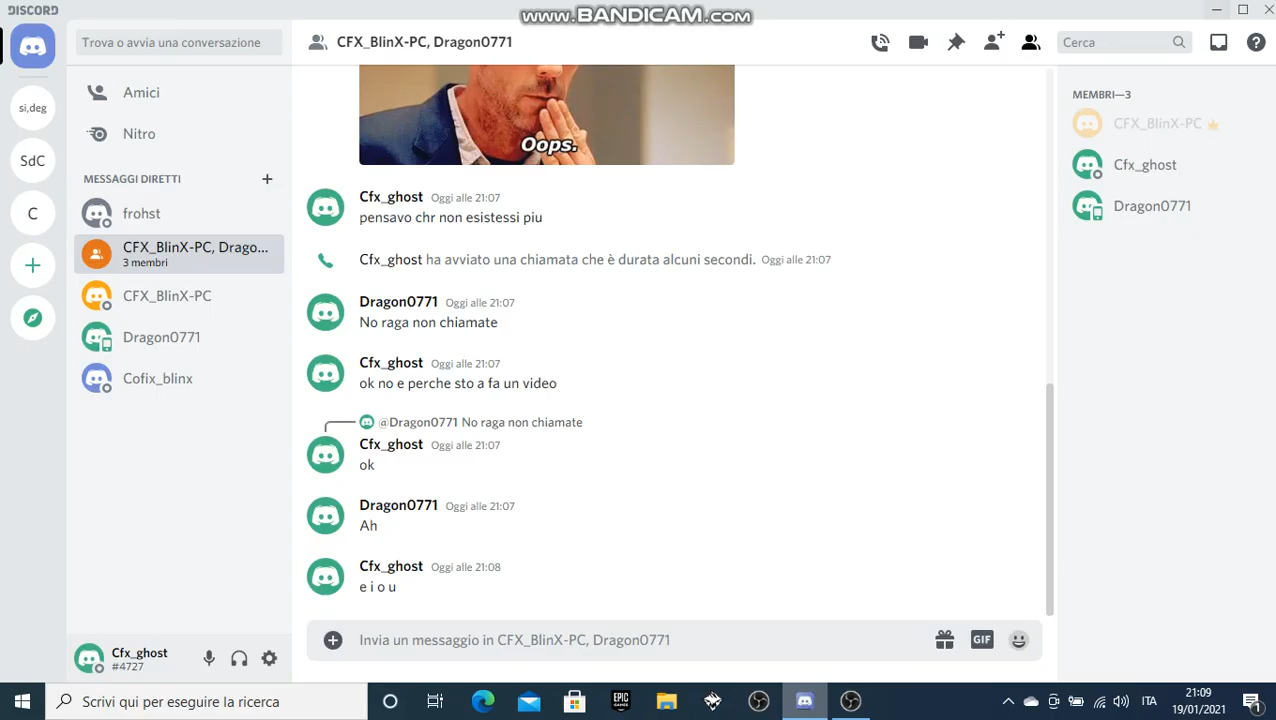 DISCORD
www.BANDICAM.com
Trova o avvia una conversazione
CFX_BlinX-PC, Dragon0771
Cerca
si,deg
SdC
C
Amici
Nitro
MESSAGGI DIRETTI
frohst
CFX_BlinX-PC, Drago...
3 membri
CFX_BlinX-PC
Dragon0771
Cofix_blinx
Cfx_ghost
#4727
Oops.
Cfx_ghost Oggi alle 21:07
pensavo chr non esistessi piu
Cfx_ghost ha avviato una chiamata che è durata alcuni secondi. Oggi alle 21:07
Dragon0771 Oggi alle 21:07
No raga non chiamate
Cfx_ghost Oggi alle 21:07
ok no e perche sto a fa un video
@Dragon0771 No raga non chiamate
Cfx_ghost Oggi alle 21:07
ok
Dragon0771 Oggi alle 21:07
Ah
Cfx_ghost Oggi alle 21:08
e i o u
Invia un messaggio in CFX_BlinX-PC, Dragon0771
GIF
MEMBRI—3
CFX_BlinX-PC
Cfx_ghost
Dragon0771
Scrivi qui per eseguire la ricerca
EPIC GAMES
ITA
21:09
19/01/2021
1